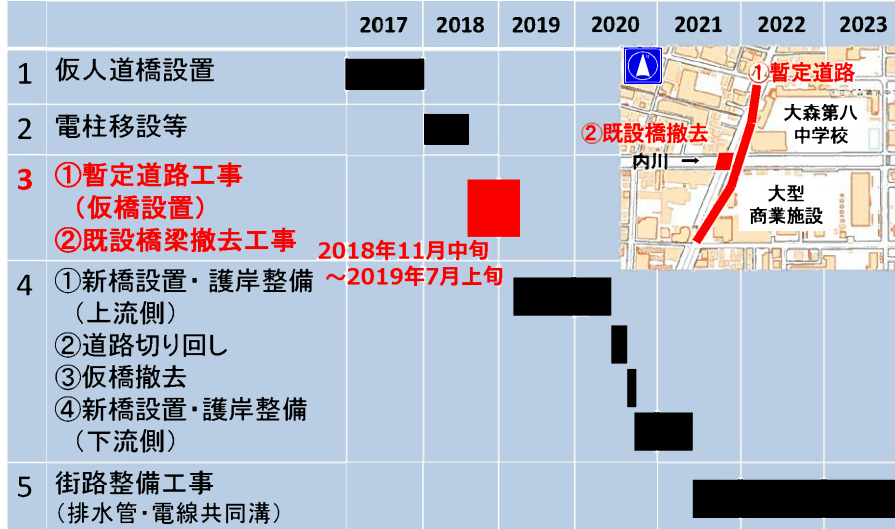 2017 2018 2019 2020 2021 2022 2023
1 仮人道橋設置
2 電柱移設等
3 ①暫定道路工事
（仮橋設置）
②既設橋梁撤去工事
2018年11月中旬
～2019年7月上旬
4 ①新橋設置・護岸整備
（上流側）
②道路切り回し
③仮橋撤去
④新橋設置・護岸整備
（下流側）
5 街路整備工事
（排水管・電線共同溝）
①暫定道路
大森第八
中学校
②既設橋撤去
内川 →
大型
商業施設